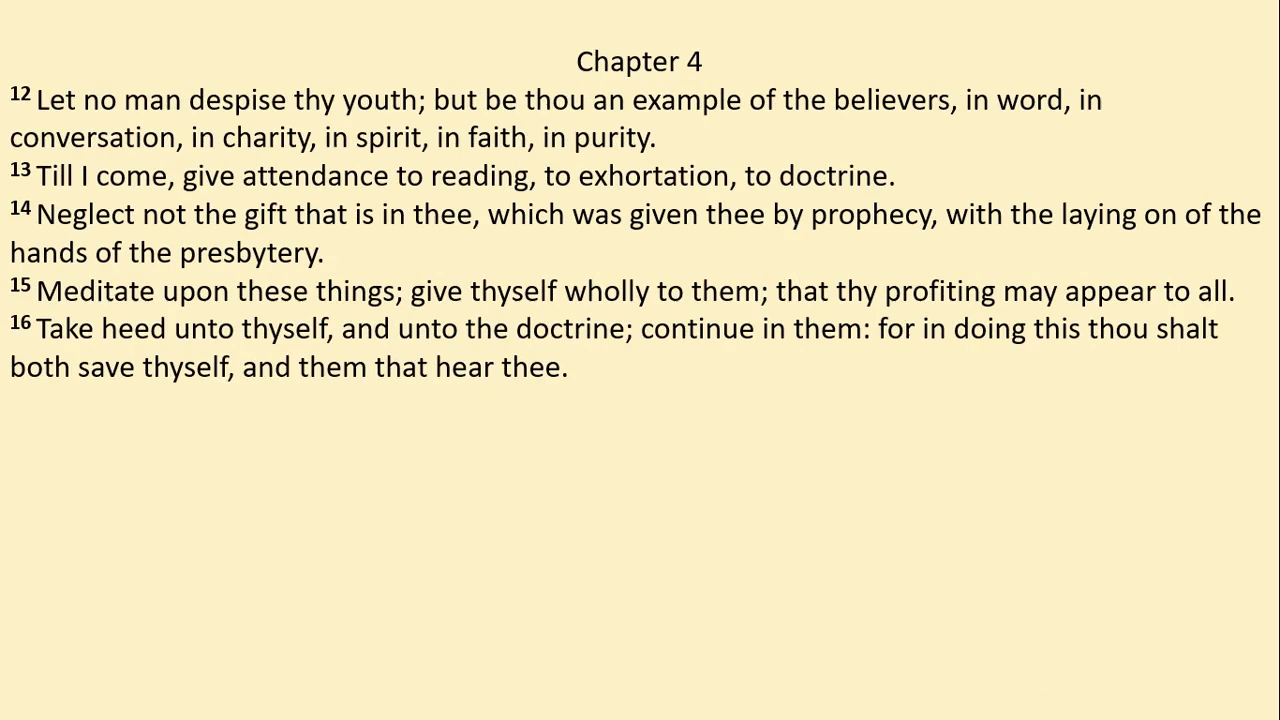 Chapter 4
12 Let no man despise thy youth; but be thou an example of the believers, in word, in
conversation, in charity, in spirit, in faith, in purity.
13 Till I come, give attendance to reading, to exhortation, to doctrine.
14 Neglect not the gift that is in thee, which was given thee by prophecy, with the laying on of the
hands of the presbytery.
15 Meditate upon these things; give thyself wholly to them; that thy profiting may appear to all.
16 Take heed unto thyself, and unto the doctrine; continue in them: for in doing this thou shalt
both save thyself, and them that hear thee.